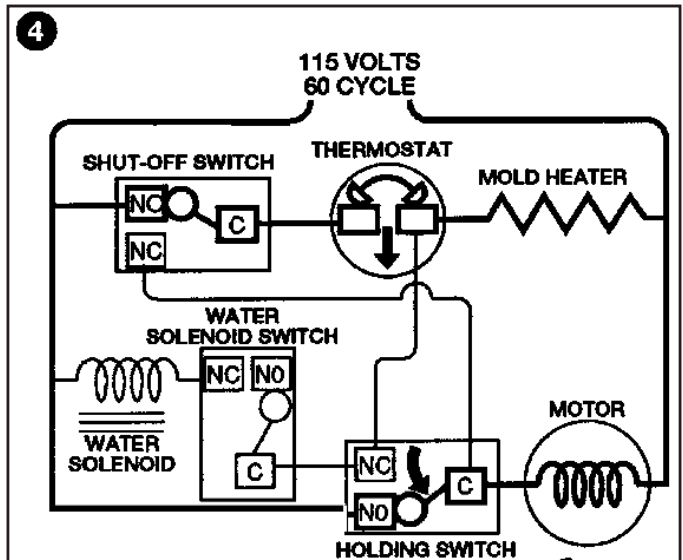 4
115 VOLTS
60 CYCLE
SHUT-OFF SWITCH
THERMOSTAT
MOLD HEATER
NC
C
NC
WATER
SOLENOID SWITCH
NC NO
MOTOR
WATER
SOLENOID
C
NC
C
NO
HOLDING SWITCH